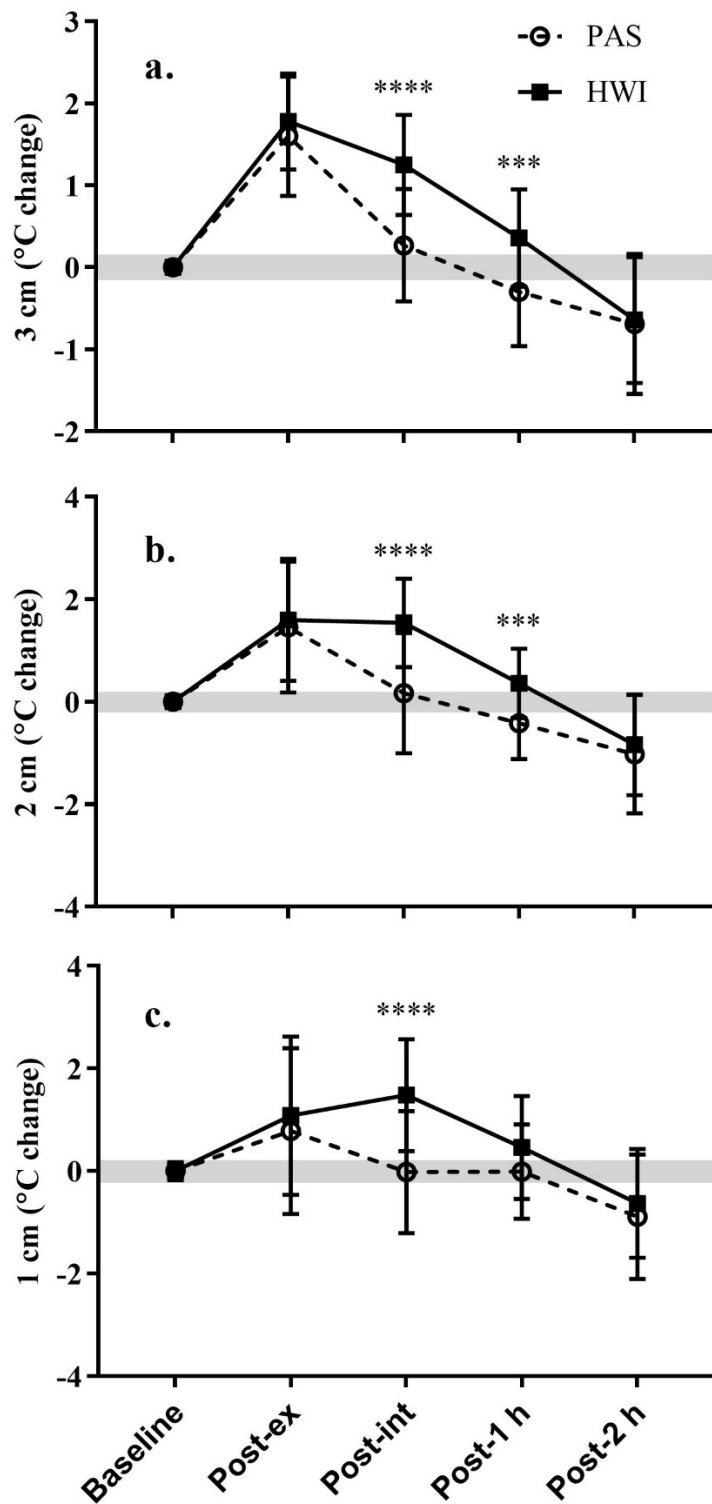 3 cm (°C change)
3
2
1
0
-1
-2
a.
PAS
HWI
****
***
2 cm (°C change)
4
2
0
-2
-4
b.
****
***
1 cm (°C change)
4
2
0
-2
-4
c.
****
Baseline
Post-ex
Post-int
Post-1 h
Post-2 h